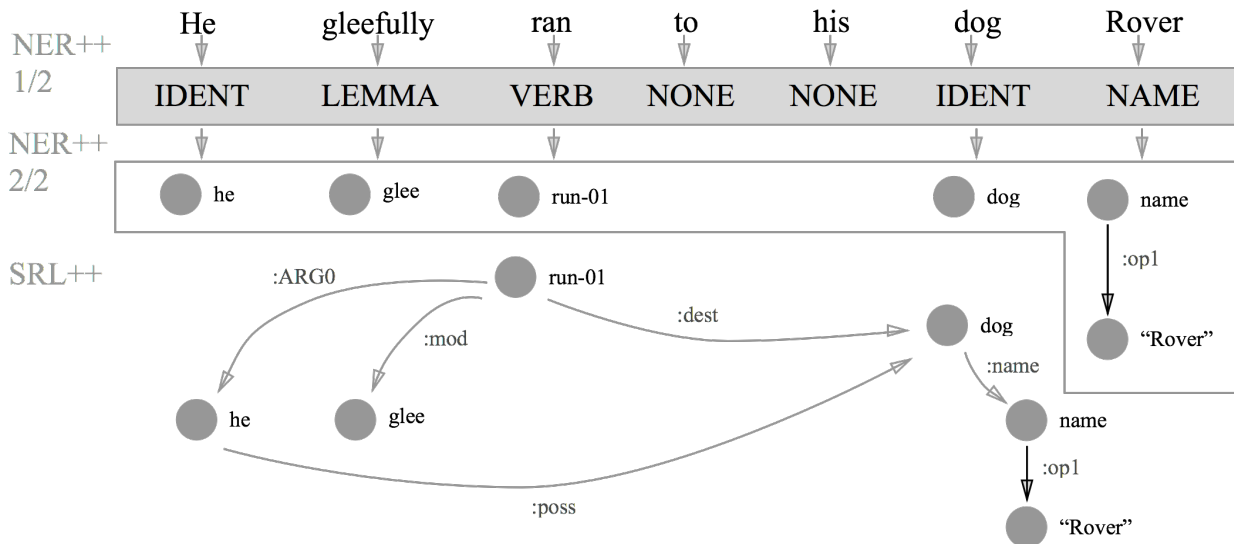 He gleefully ran to his dog Rover
NER++
1/2
IDENT LEMMA VERB NONE NONE IDENT NAME
NER++
2/2
he glee run-01 dog name
:op1
“Rover”
SRL++
:ARG0 run-01
:mod :dest dog
:name
he glee name
:op1
:poss
“Rover”